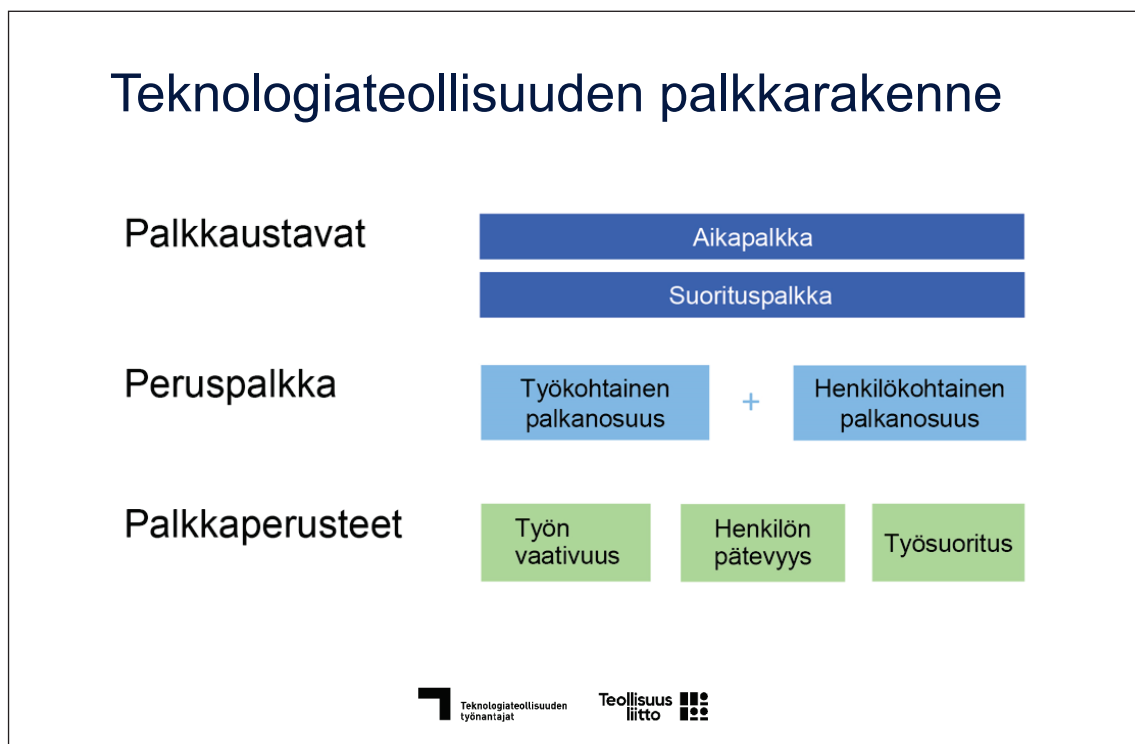 Teknologiateollisuuden palkkarakenne
Palkkaustavat
Aikapalkka
Suorituspalkka
Peruspalkka
Työkohtainen
palkanosuus
+
Henkilökohtainen
palkanosuus
Palkkaperusteet
Työn
vaativuus
Henkilön
pätevyys
Työsuoritus
Teknologiateollisuuden
työnantajat
Teollisuus
liitto